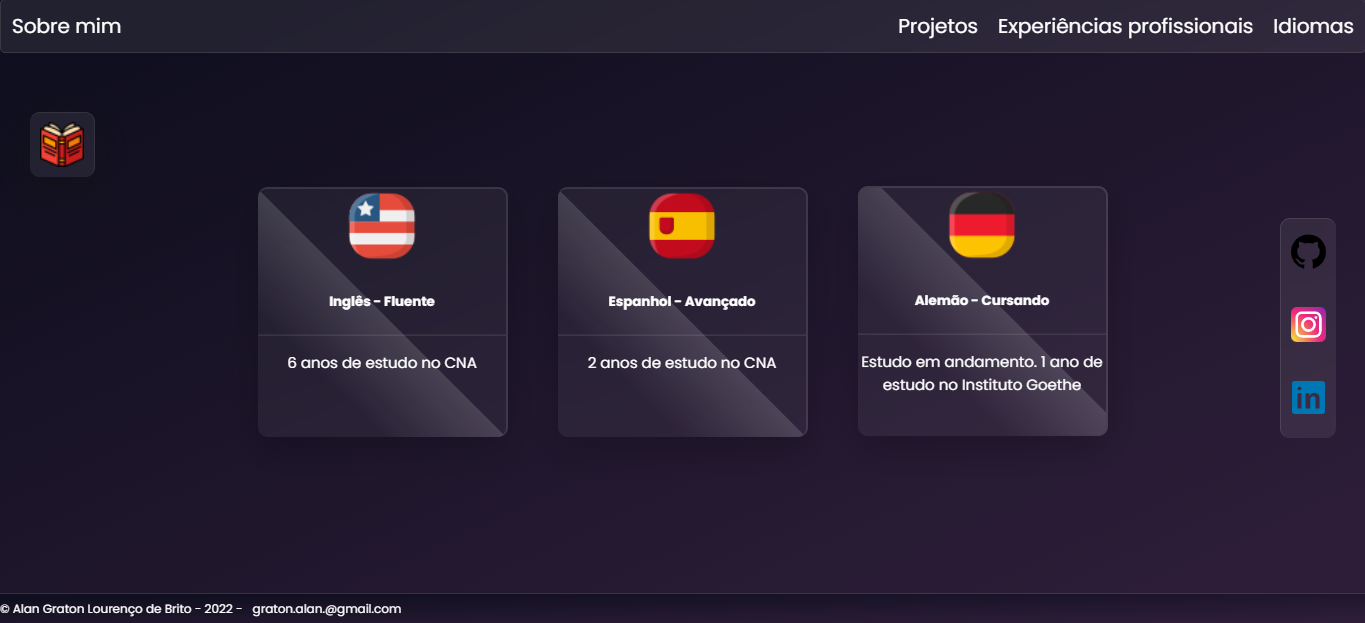 Sobre mim
Projetos
Experiências profissionais
Idiomas
Inglês - Fluente
6 anos de estudo no CNA
Espanhol - Avançado
2 anos de estudo no CNA
Alemão - Cursando
Estudo em andamento. 1 ano de
estudo no Instituto Goethe
in
© Alan Graton Lourenço de Brito - 2022 - graton.alan.@gmail.com